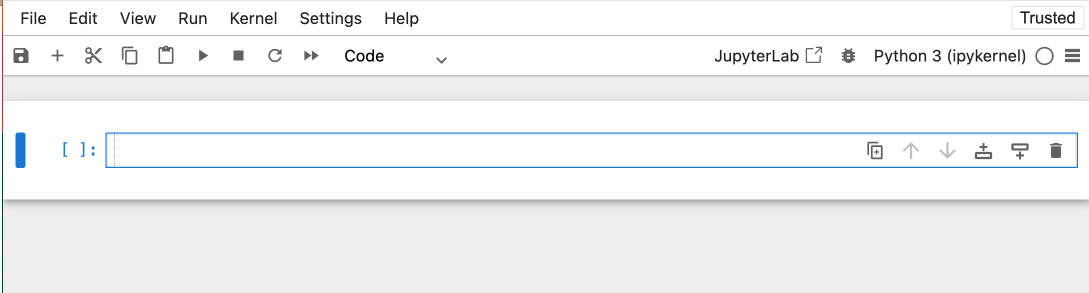 File Edit View Run Kernel Settings Help Trusted
Code JupyterLab Python 3 (ipykernel)
[ ]: